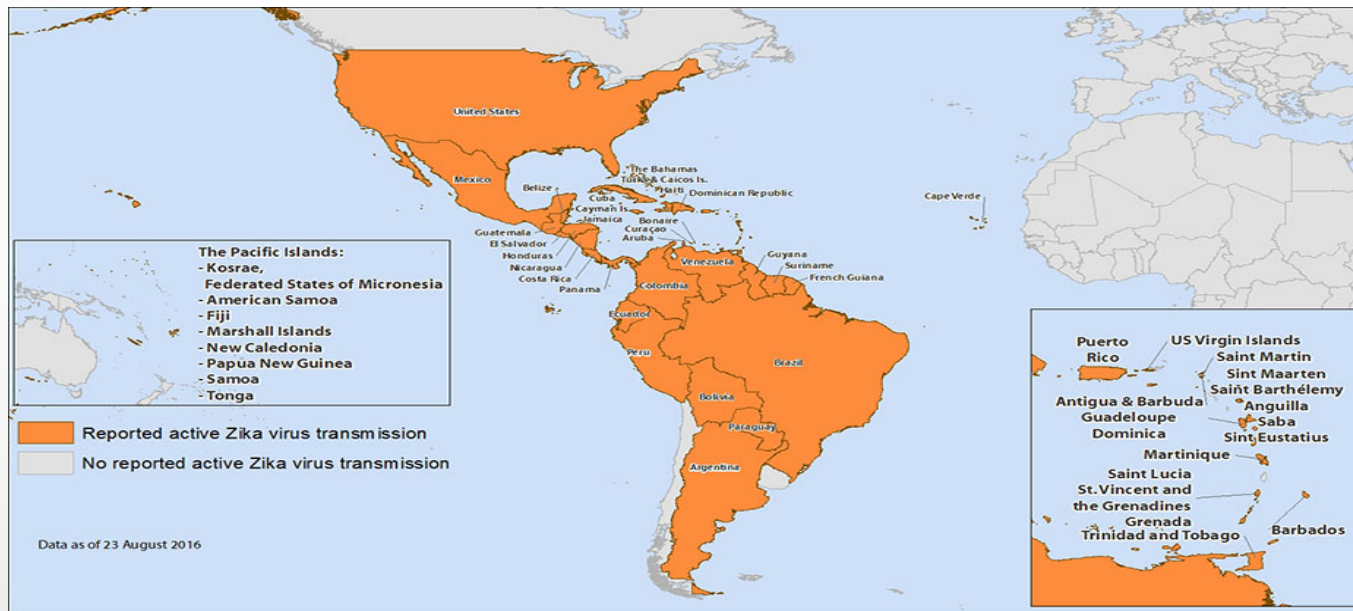 United States
Mexico
The Bahamas
Turks & Caicos Is.
Haiti
Dominican Republic
Belize
Cuba
Cayman Is.
Jamaica
Bonaire
Curaçao
Aruba
Guatemala
El Salvador
Honduras
Nicaragua
Costa Rica
Panama
Cape Verde
Venezuela
Guyana
Suriname
French Guiana
Colombia
Ecuador
Peru
Brazil
Bolivia
Paraguay
Argentina
The Pacific Islands:
- Kosrae,
Federated States of Micronesia
- American Samoa
- Fiji
- Marshall Islands
- New Caledonia
- Papua New Guinea
- Samoa
- Tonga
Reported active Zika virus transmission
No reported active Zika virus transmission
Data as of 23 August 2016
Puerto
Rico
US Virgin Islands
Saint Martin
Sint Maarten
Saint Barthélemy
Antigua & Barbuda
Anguilla
Guadeloupe
Saba
Dominica
Sint Eustatius
Martinique
Saint Lucia
St. Vincent and
the Grenadines
Grenada
Trinidad and Tobago
Barbados